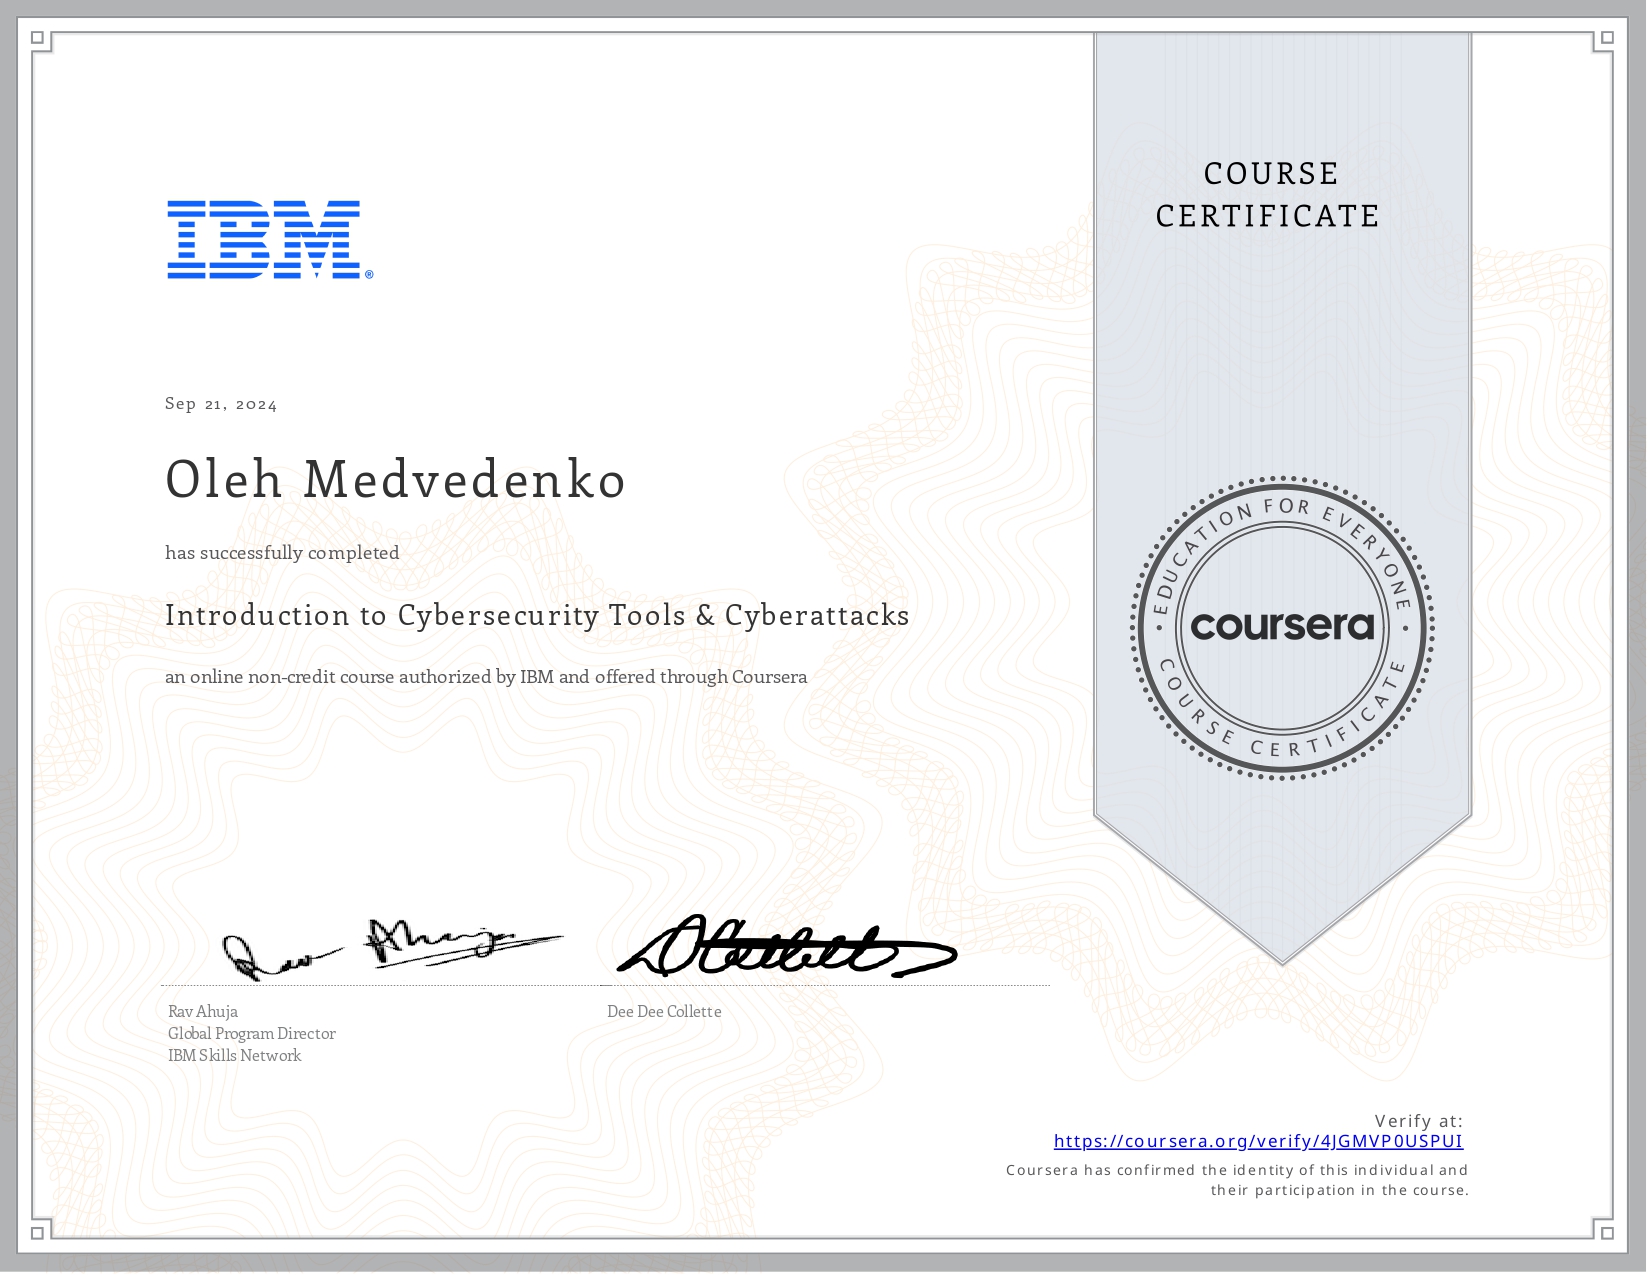 IBM®
COURSE
CERTIFICATE
Sep 21, 2024
Oleh Medvedenko
has successfully completed
Introduction to Cybersecurity Tools & Cyberattacks
an online non-credit course authorized by IBM and offered through Coursera
EDUCATION FOR EVERYONE
coursera
COURSE CERTIFICATE
Rav Ahuja
Global Program Director
IBM Skills Network
Dee Dee Collette
Verify at:
https://coursera.org/verify/4JGMVP0USPUI
Coursera has confirmed the identity of this individual and
their participation in the course.